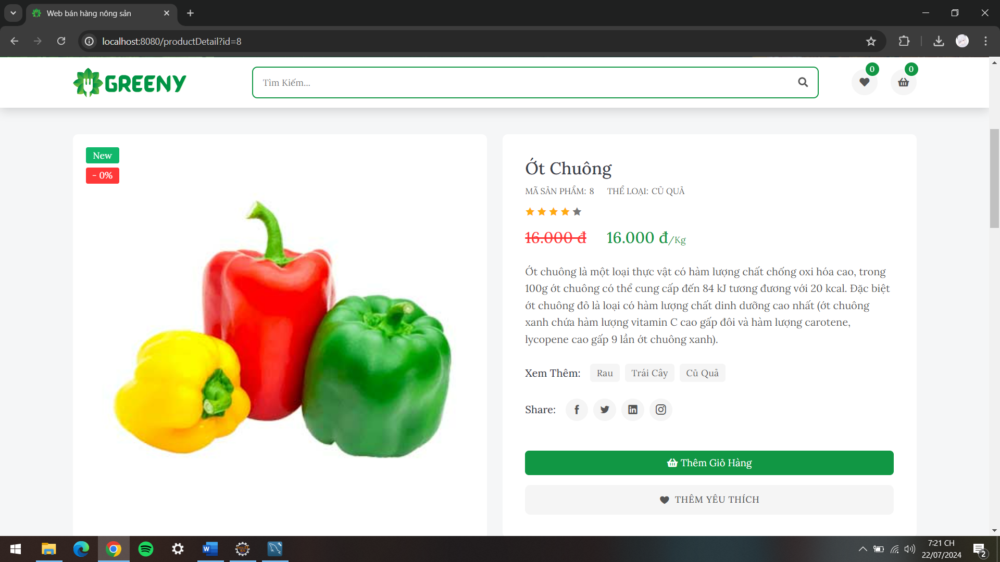 Web bán hàng nông sản
localhost:8080/productDetail?id=8
GREENY
Tìm Kiếm...
0
0
New
- 0%
Ớt Chuông
MÃ SẢN PHẨM: 8 THỂ LOẠI: CỦ QUẢ
16.000 đ 16.000 đ/Kg
Ớt chuông là một loại thực vật có hàm lượng chất chống oxi hóa cao, trong
100g ớt chuông có thể cung cấp đến 84 kJ tương đương với 20 kcal. Đặc biệt
ớt chuông đỏ là loại có hàm lượng chất dinh dưỡng cao nhất (ớt chuông
xanh chứa hàm lượng vitamin C cao gấp đôi và hàm lượng carotene,
lycopene cao gấp 9 lần ớt chuông xanh).
Xem Thêm: Rau Trái Cây Củ Quả
Share:
Thêm Giỏ Hàng
THÊM YÊU THÍCH
7:21 CH
22/07/2024
2